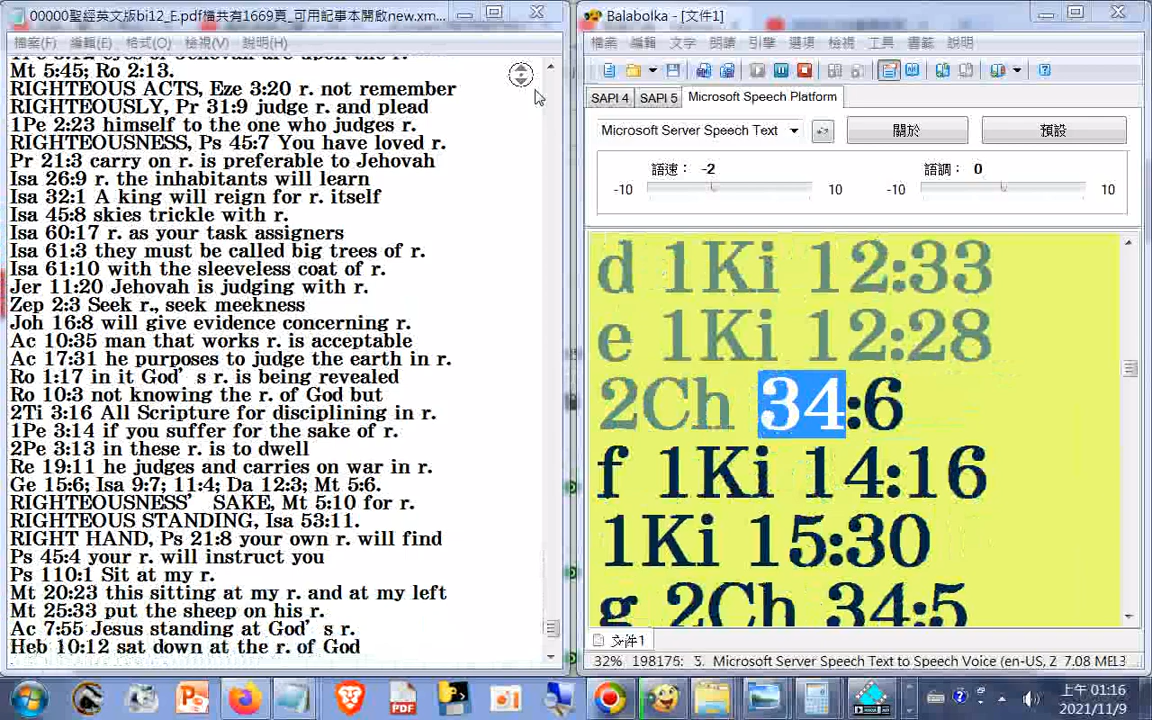 00000聖經英文版bi12_E.pdf檔共有1669頁_可用記事本開啟new.xm...
檔案(F) 編輯(E) 格式(O) 檢視(V) 說明(H)
Mt 5:45; Ro 2:13.
RIGHTEOUS ACTS, Eze 3:20 r. not remember
RIGHTEOUSLY, Pr 31:9 judge r. and plead
1Pe 2:23 himself to the one who judges r.
RIGHTEOUSNESS, Ps 45:7 You have loved r.
Pr 21:3 carry on r. is preferable to Jehovah
Isa 26:9 r. the inhabitants will learn
Isa 32:1 A king will reign for r. itself
Isa 45:8 skies trickle with r.
Isa 60:17 r. as your task assigners
Isa 61:3 they must be called big trees of r.
Isa 61:10 with the sleeveless coat of r.
Jer 11:20 Jehovah is judging with r.
Zep 2:3 Seek r., seek meekness
Joh 16:8 will give evidence concerning r.
Ac 10:35 man that works r. is acceptable
Ac 17:31 he purposes to judge the earth in r.
Ro 1:17 in it God’s r. is being revealed
Ro 10:3 not knowing the r. of God but
2Ti 3:16 All Scripture for disciplining in r.
1Pe 3:14 if you suffer for the sake of r.
2Pe 3:13 in these r. is to dwell
Re 19:11 he judges and carries on war in r.
Ge 15:6; Isa 9:7; 11:4; Da 12:3; Mt 5:6.
RIGHTEOUSNESS’ SAKE, Mt 5:10 for r.
RIGHTEOUS STANDING, Isa 53:11.
RIGHT HAND, Ps 21:8 your own r. will find
Ps 45:4 your r. will instruct you
Ps 110:1 Sit at my r.
Mt 20:23 this sitting at my r. and at my left
Mt 25:33 put the sheep on his r.
Ac 7:55 Jesus standing at God’s r.
Heb 10:12 sat down at the r. of God
Balabolka - [文件1]
檔案 編輯 文字 朗讀 引擎 選項 檢視 工具 書籤 說明
SAPI 4 SAPI 5 Microsoft Speech Platform
Microsoft Server Speech Text 關於 預設
語速: -2 語調: 0
-10 10 -10 10
d 1Ki 12:33
e 1Ki 12:28
2Ch 34:6
f 1Ki 14:16
1Ki 15:30
g 2Ch 34:5
文件1
32% 198175: Microsoft Server Speech Text to Speech Voice (en-US, Z 7.08 МБ
PDF
上午 01:16
2021/11/9